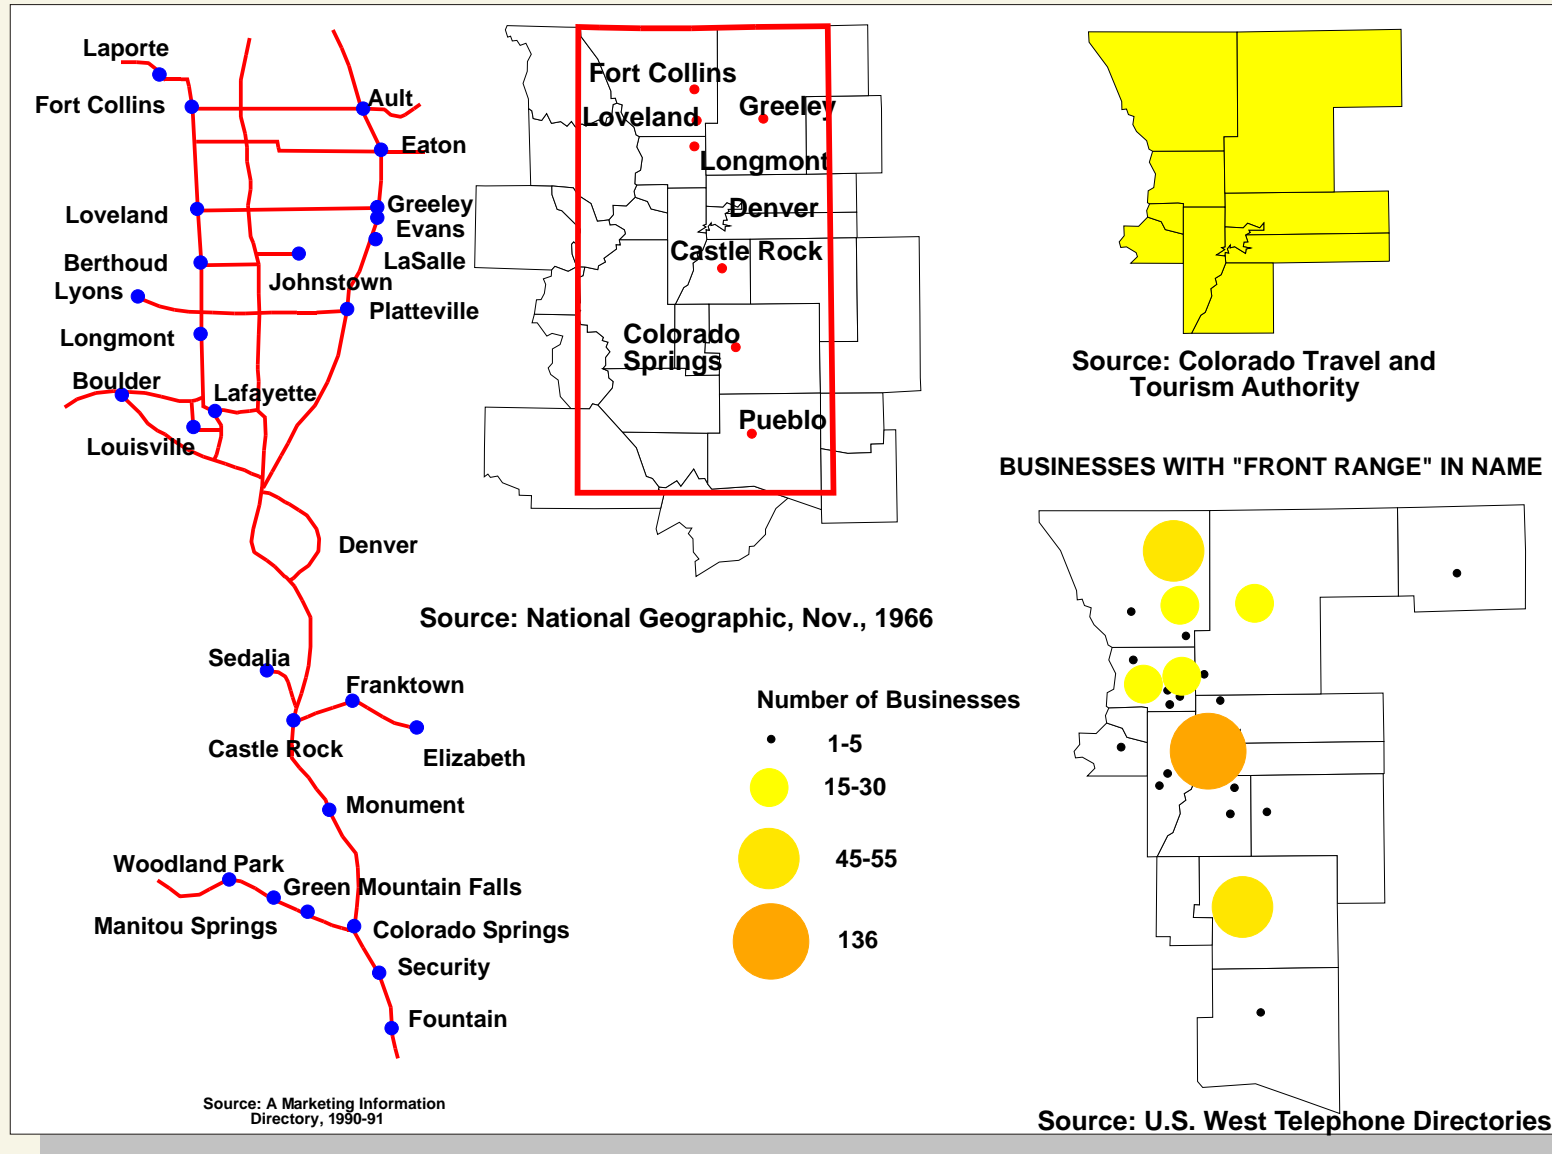 Laporte
Fort Collins
Ault
Eaton
Loveland
Greeley
Evans
LaSalle
Berthoud
Johnstown
Lyons
Platteville
Longmont
Boulder
Lafayette
Louisville
Denver
Sedalia
Franktown
Castle Rock
Elizabeth
Monument
Woodland Park
Green Mountain Falls
Manitou Springs
Colorado Springs
Security
Fountain
Source: A Marketing Information
Directory, 1990-91
Fort Collins
Loveland
Greeley
Longmont
Denver
Castle Rock
Colorado
Springs
Pueblo
Source: National Geographic, Nov., 1966
Source: Colorado Travel and
Tourism Authority
BUSINESSES WITH "FRONT RANGE" IN NAME
Number of Businesses
1-5
15-30
45-55
136
Source: U.S. West Telephone Directories